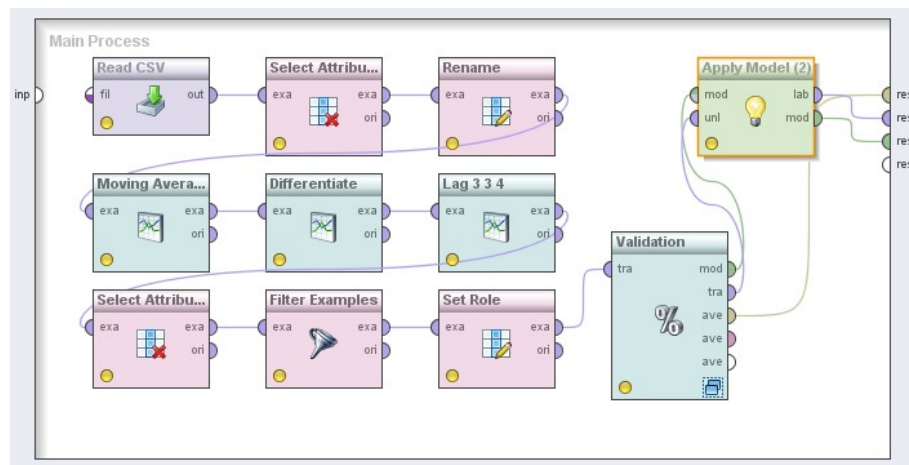 Main Process
Read CSV
Select Attribu...
Rename
Apply Model (2)
inp
fil
out
exa
exa
ori
exa
exa
ori
mod
lab
unl
mod
res
res
res
res
Moving Avera...
Differentiate
Lag 3 3 4
exa
exa
ori
exa
exa
ori
exa
exa
ori
Validation
tra
mod
tra
ave
ave
ave
%
Select Attribu...
Filter Examples
Set Role
exa
exa
ori
exa
exa
ori
exa
exa
ori